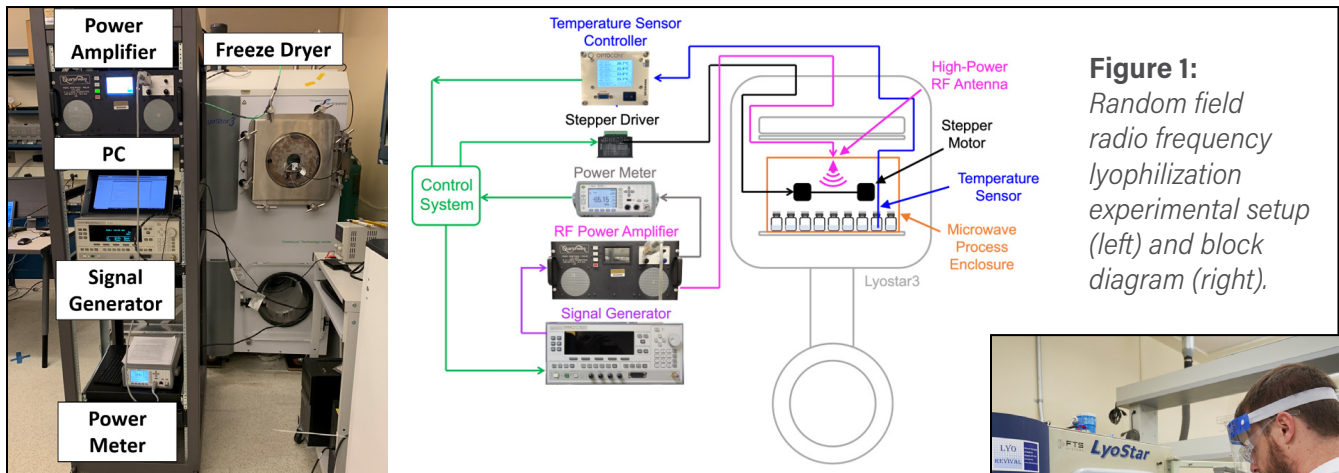 Power
Amplifier
Freeze Dryer
PC
Signal
Generator
Power
Meter
Temperature Sensor
Controller
OPTOCON
Stepper Driver
Power Meter
RF Power Amplifier
Signal Generator
Control
System
High-Power
RF Antenna
Stepper
Motor
Temperature
Sensor
Microwave
Process
Enclosure
Lyostar3
Figure 1:
Random field
radio frequency
lyophilization
experimental setup
(left) and block
diagram (right).
LYO
REVIVAL
FTS
LyoStar